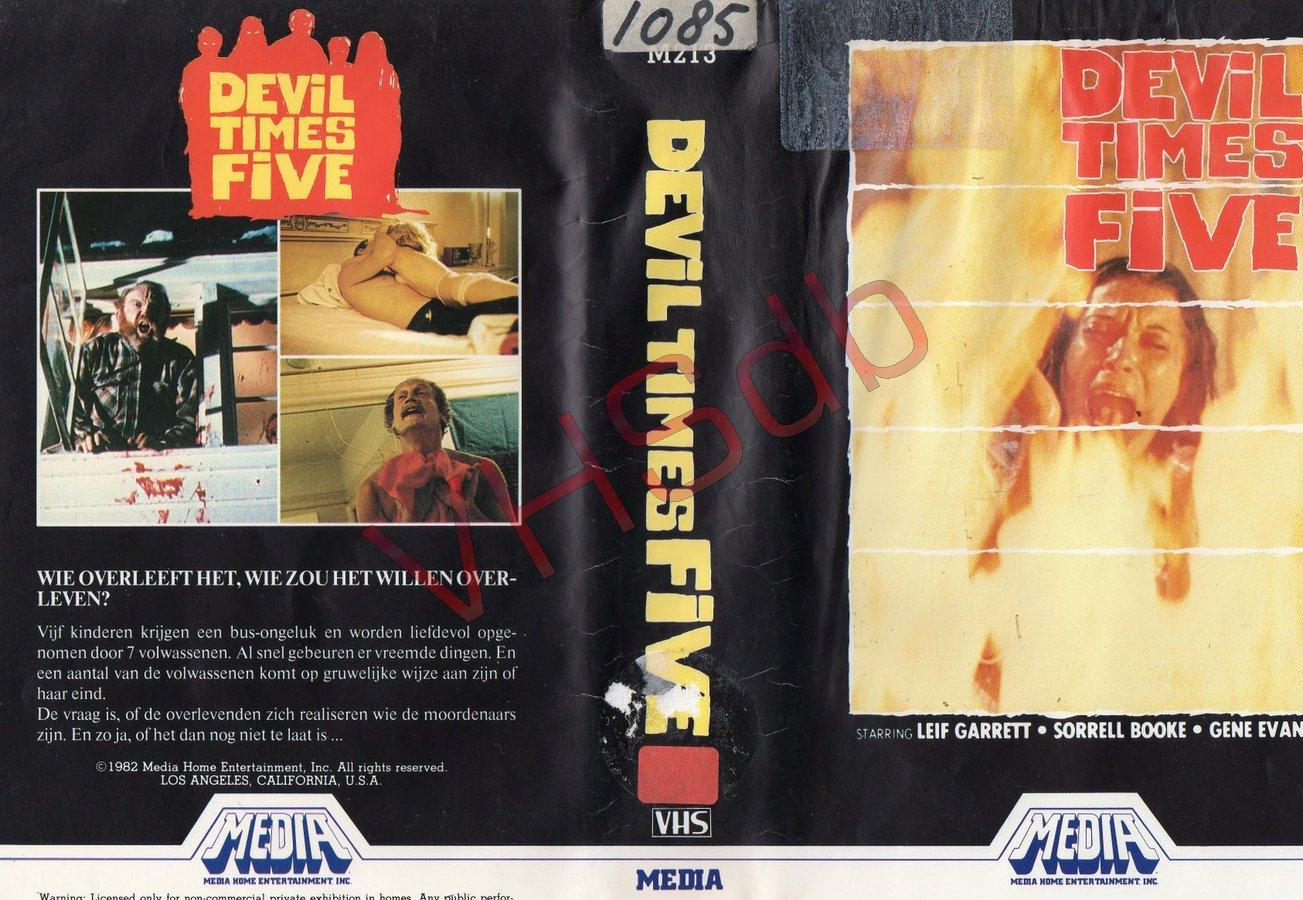 DEVIL
TIMES
FIVE
WIE OVERLEEFT HET, WIE ZOU HET WILLEN OVER-
LEVEN?
Vijf kinderen krijgen een bus-ongeluk en worden liefdevol opge-
nomen door 7 volwassenen. Al snel gebeuren er vreemde dingen. En
een aantal van de volwassenen komt op gruwelijke wijze aan zijn of
haar eind.
De vraag is, of de overlevenden zich realiseren wie de moordenaars
zijn. En zo ja, of het dan nog niet te laat is ...
©1982 Media Home Entertainment, Inc. All rights reserved.
LOS ANGELES, CALIFORNIA, U.S.A.
MEDIA
MEDIA HOME ENTERTAINMENT, INC.
Warning: Licensed only for non-commercial private exhibition in homes. Any public perfor-
1085
M213
DEVIL TIMES FIVE
VHS
MEDIA
DEVIL
TIMES
FIVE
STARRING LEIF GARRETT • SORRELL BOOKE • GENE EVAN
MEDIA
MEDIA HOME ENTERTAINMENT, INC.
VHSdb